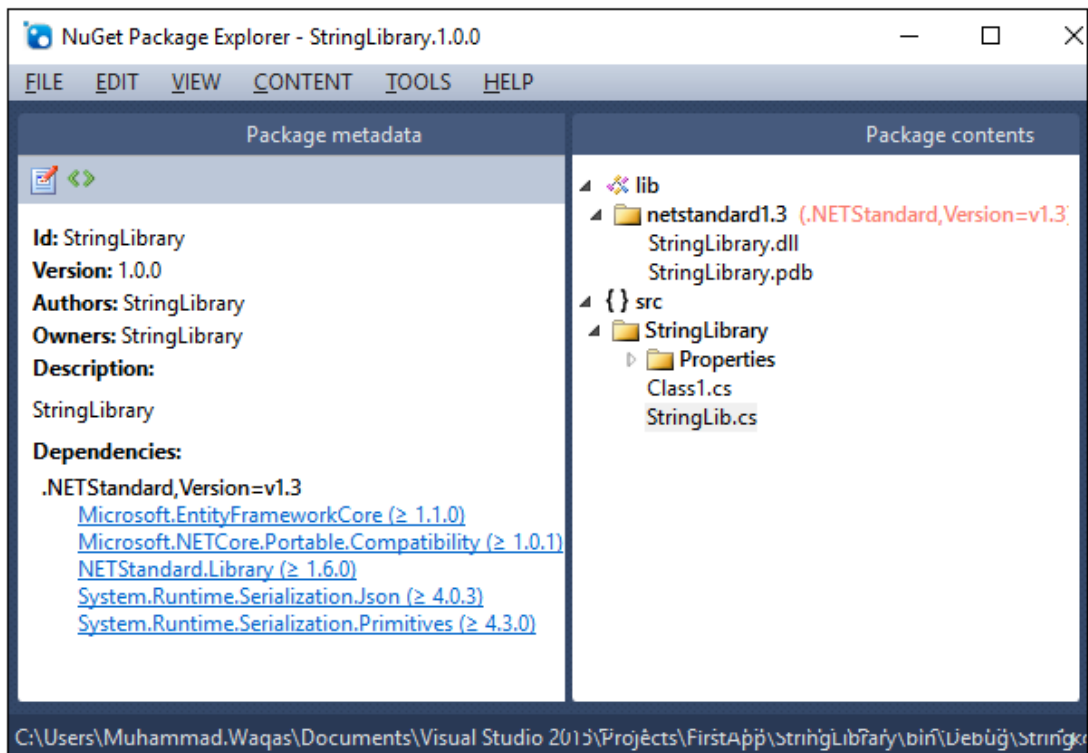 NuGet Package Explorer - StringLibrary.1.0.0
FILE EDIT VIEW CONTENT TOOLS HELP
Package metadata
Id: StringLibrary
Version: 1.0.0
Authors: StringLibrary
Owners: StringLibrary
Description:
StringLibrary
Dependencies:
.NETStandard,Version=v1.3
Microsoft.EntityFrameworkCore (≥ 1.1.0)
Microsoft.NETCore.Portable.Compatibility (≥ 1.0.1)
NETStandard.Library (≥ 1.6.0)
System.Runtime.Serialization.Json (≥ 4.0.3)
System.Runtime.Serialization.Primitives (≥ 4.3.0)
Package contents
lib
netstandard1.3 (.NETStandard,Version=v1.3)
StringLibrary.dll
StringLibrary.pdb
{ } src
StringLibrary
Properties
Class1.cs
StringLib.cs
C:\Users\Muhammad.Waqas\Documents\Visual Studio 2015\Projects\FirstApp\StringLibrary\bin\Debug\String